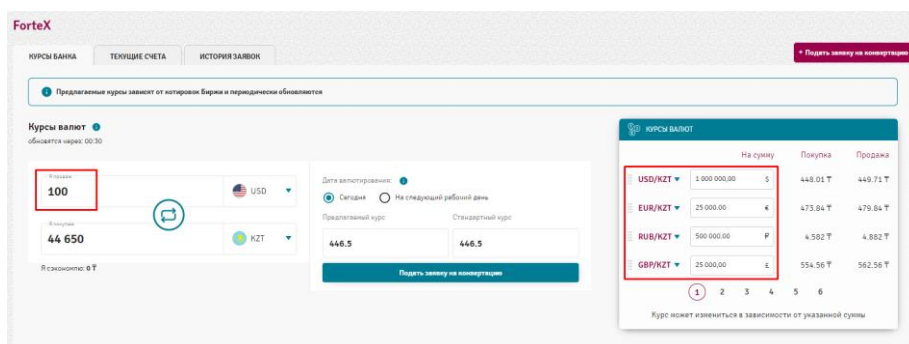 ForteX
КУРСЫ БАНКА
ТЕКУЩИЕ СЧЕТА
ИСТОРИЯ ЗАЯВОК
+ Подать заявку на конвертацию
Предлагаемые курсы зависят от котировок Биржи и периодически обновляются
Курсы валют
обновятся через: 00:30
Я продаю
100
USD
Я покупаю
44 650
KZT
Я сэкономлю: 0 ₸
Дата валютирования:
Сегодня
На следующий рабочий день
Предлагаемый курс
Стандартный курс
446.5
446.5
Подать заявку на конвертацию
КУРСЫ ВАЛЮТ
На сумму Покупка Продажа
USD/KZT 1 000 000,00 $ 448.01 ₸ 449.71 ₸
EUR/KZT 25 000.00 € 473.84 ₸ 479.84 ₸
RUB/KZT 500 000.00 ₽ 4.582 ₸ 4.882 ₸
GBP/KZT 25 000,00 £ 554.56 ₸ 562.56 ₸
1 2 3 4 5 6
Курс может измениться в зависимости от указанной суммы